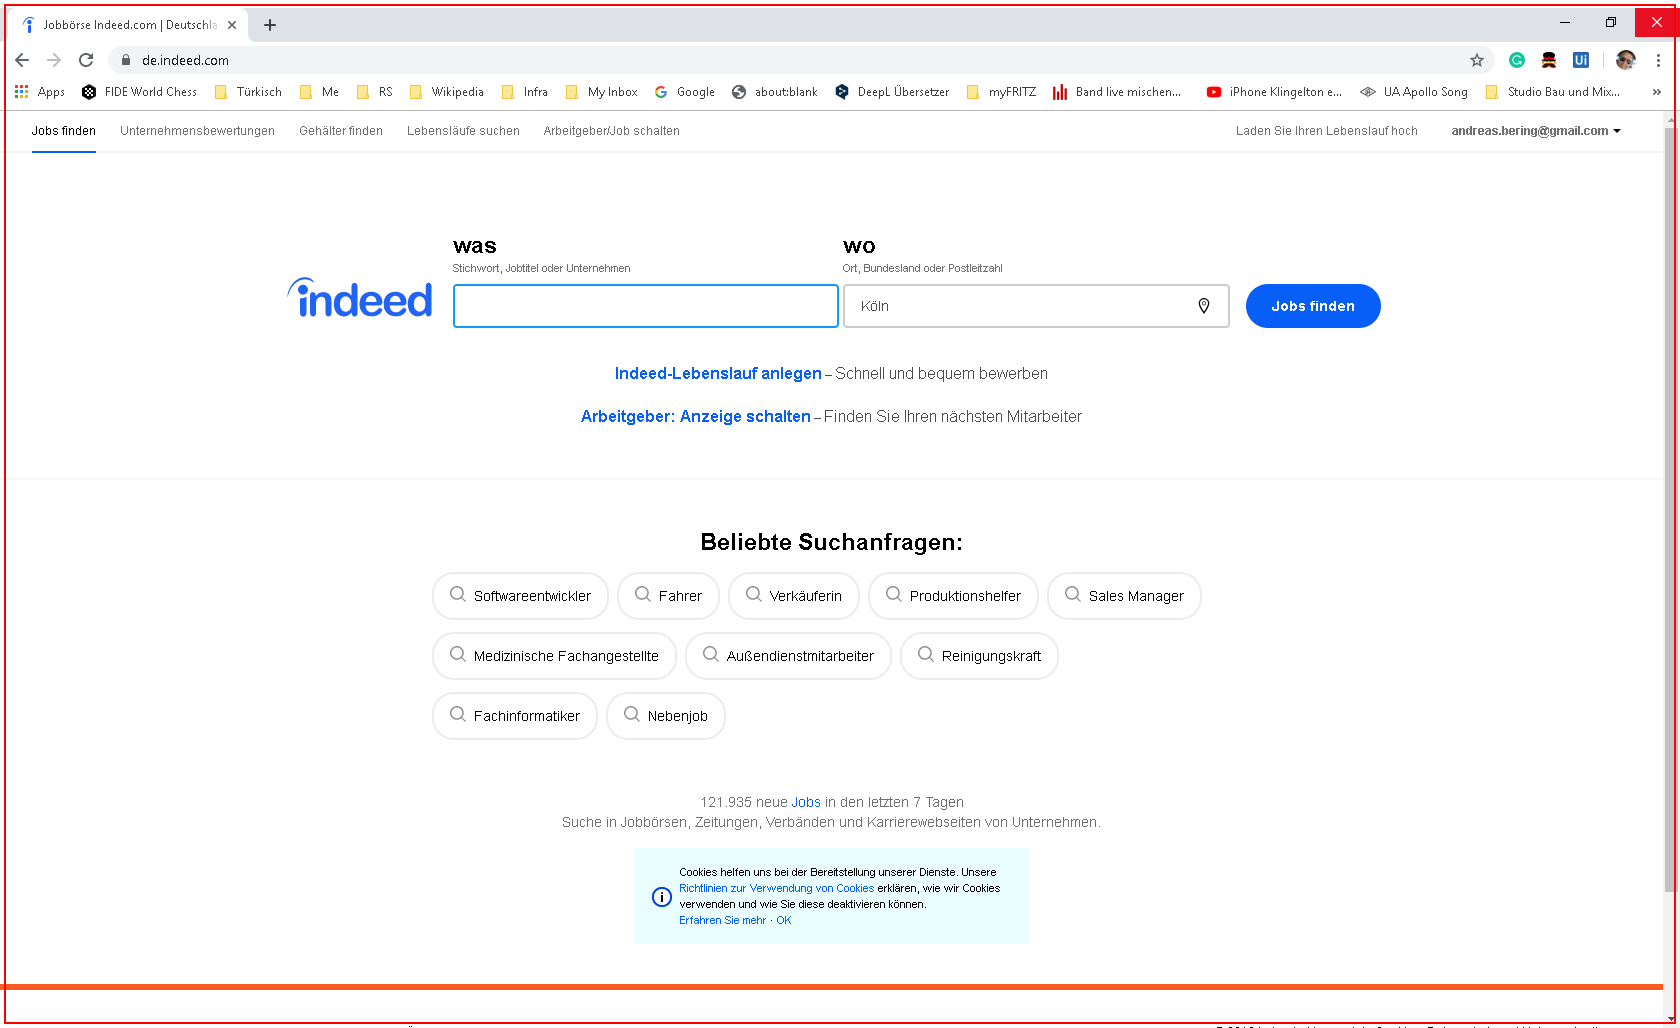 Jobbörse Indeed.com | Deutschla
de.indeed.com
Apps FIDE World Chess Türkisch Me RS Wikipedia Infra My Inbox Google about:blank DeepL Übersetzer myFRITZ Band live mischen... iPhone Klingelton e... UA Apollo Song Studio Bau und Mix... »
Jobs finden Unternehmensbewertungen Gehälter finden Lebensläufe suchen Arbeitgeber/Job schalten Laden Sie Ihren Lebenslauf hoch andreas.bering@gmail.com
was wo
Stichwort, Jobtitel oder Unternehmen Ort, Bundesland oder Postleitzahl
indeed Köln Jobs finden
Indeed-Lebenslauf anlegen – Schnell und bequem bewerben
Arbeitgeber: Anzeige schalten – Finden Sie Ihren nächsten Mitarbeiter
Beliebte Suchanfragen:
Softwareentwickler Fahrer Verkäuferin Produktionshelfer Sales Manager
Medizinische Fachangestellte Außendienstmitarbeiter Reinigungskraft
Fachinformatiker Nebenjob
121.935 neue Jobs in den letzten 7 Tagen
Suche in Jobbörsen, Zeitungen, Verbänden und Karrierewebseiten von Unternehmen.
Cookies helfen uns bei der Bereitstellung unserer Dienste. Unsere
Richtlinien zur Verwendung von Cookies erklären, wie wir Cookies
verwenden und wie Sie diese deaktivieren können.
Erfahren Sie mehr · OK